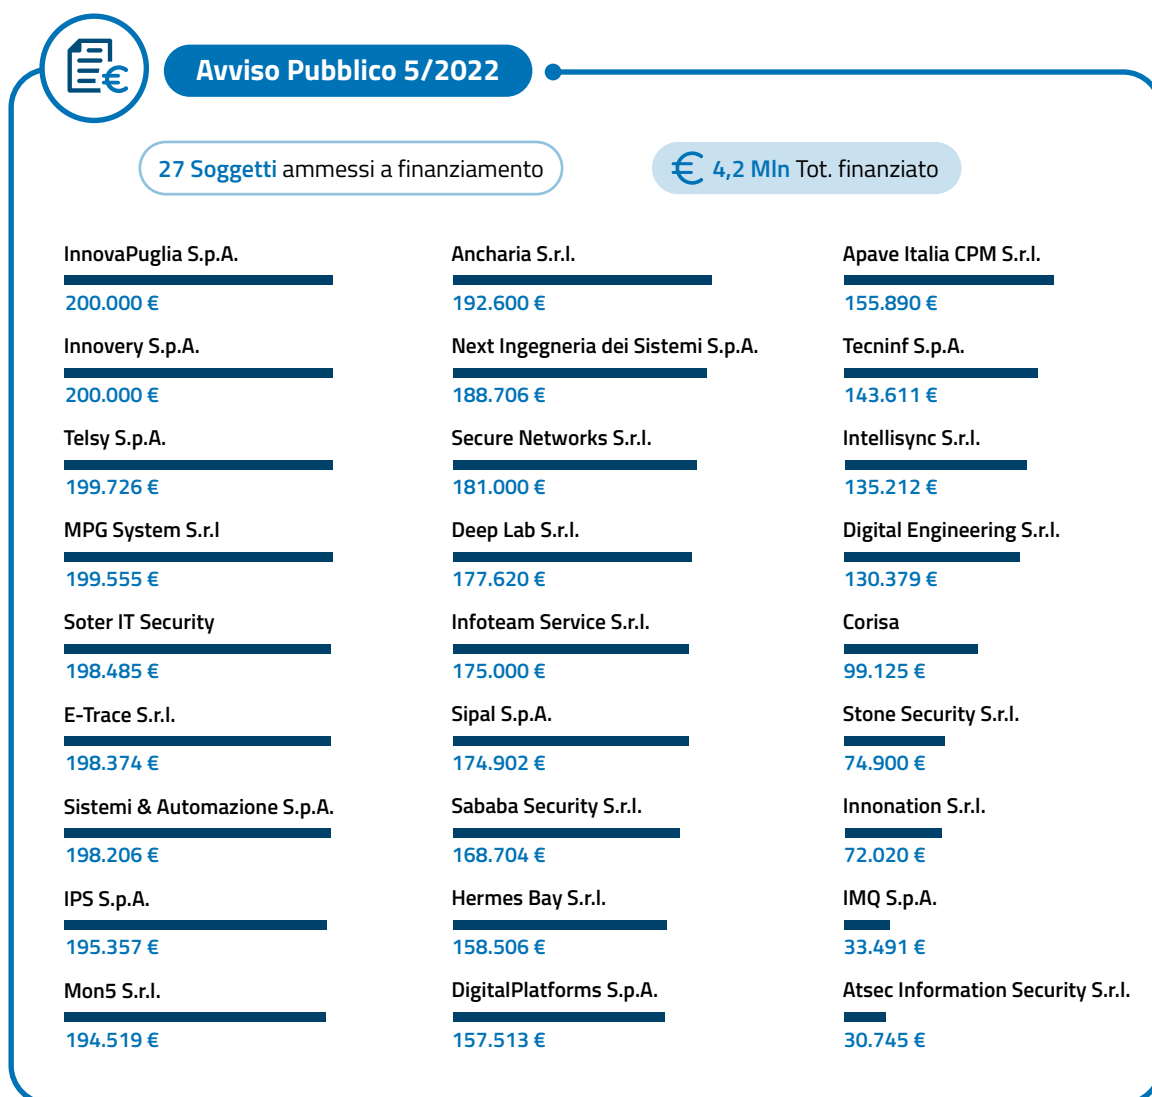 Avviso Pubblico 5/2022
27 Soggetti ammessi a finanziamento
€ 4,2 Mln Tot. finanziato
InnovaPuglia S.p.A.
200.000 €
Innovery S.p.A.
200.000 €
Telsy S.p.A.
199.726 €
MPG System S.r.l
199.555 €
Soter IT Security
198.485 €
E-Trace S.r.l.
198.374 €
Sistemi & Automazione S.p.A.
198.206 €
IPS S.p.A.
195.357 €
Mon5 S.r.l.
194.519 €
Ancharia S.r.l.
192.600 €
Next Ingegneria dei Sistemi S.p.A.
188.706 €
Secure Networks S.r.l.
181.000 €
Deep Lab S.r.l.
177.620 €
Infoteam Service S.r.l.
175.000 €
Sipal S.p.A.
174.902 €
Sababa Security S.r.l.
168.704 €
Hermes Bay S.r.l.
158.506 €
DigitalPlatforms S.p.A.
157.513 €
Apave Italia CPM S.r.l.
155.890 €
Tecninf S.p.A.
143.611 €
Intellisync S.r.l.
135.212 €
Digital Engineering S.r.l.
130.379 €
Corisa
99.125 €
Stone Security S.r.l.
74.900 €
Innonation S.r.l.
72.020 €
IMQ S.p.A.
33.491 €
Atsec Information Security S.r.l.
30.745 €